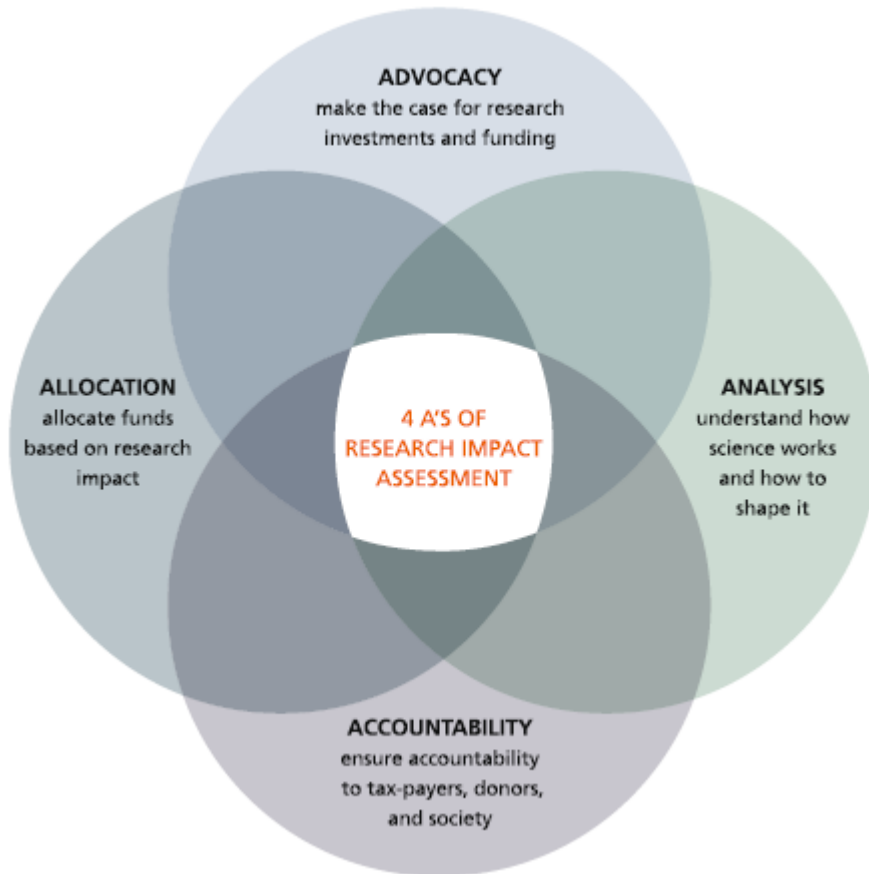 ADVOCACY
make the case for research
investments and funding
ALLOCATION
allocate funds
based on research
impact
4 A'S OF
RESEARCH IMPACT
ASSESSMENT
ANALYSIS
understand how
science works
and how to
shape it
ACCOUNTABILITY
ensure accountability
to tax-payers, donors,
and society